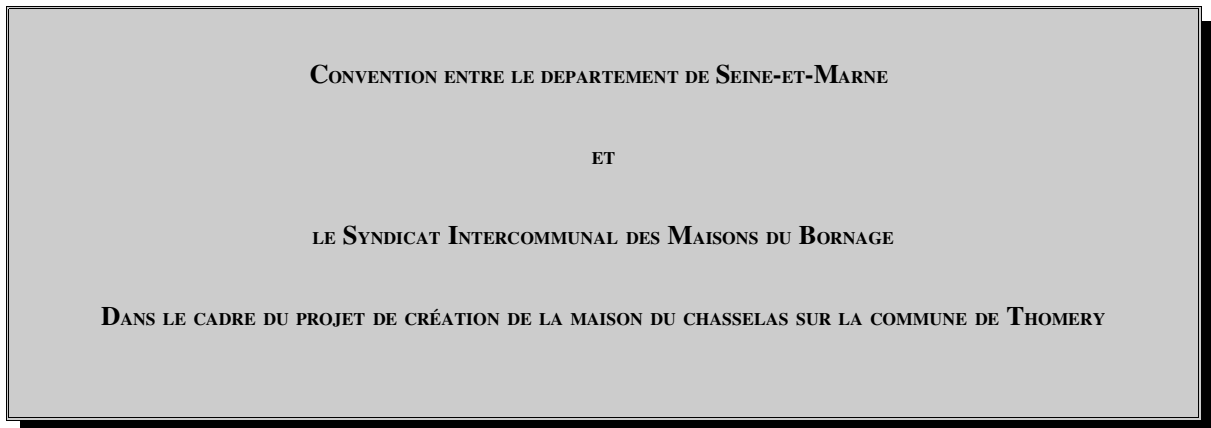 Convention entre le departement de Seine-et-Marne
et
le Syndicat Intercommunal des Maisons du Bornage
Dans le cadre du projet de création de la maison du chasselas sur la commune de Thomery